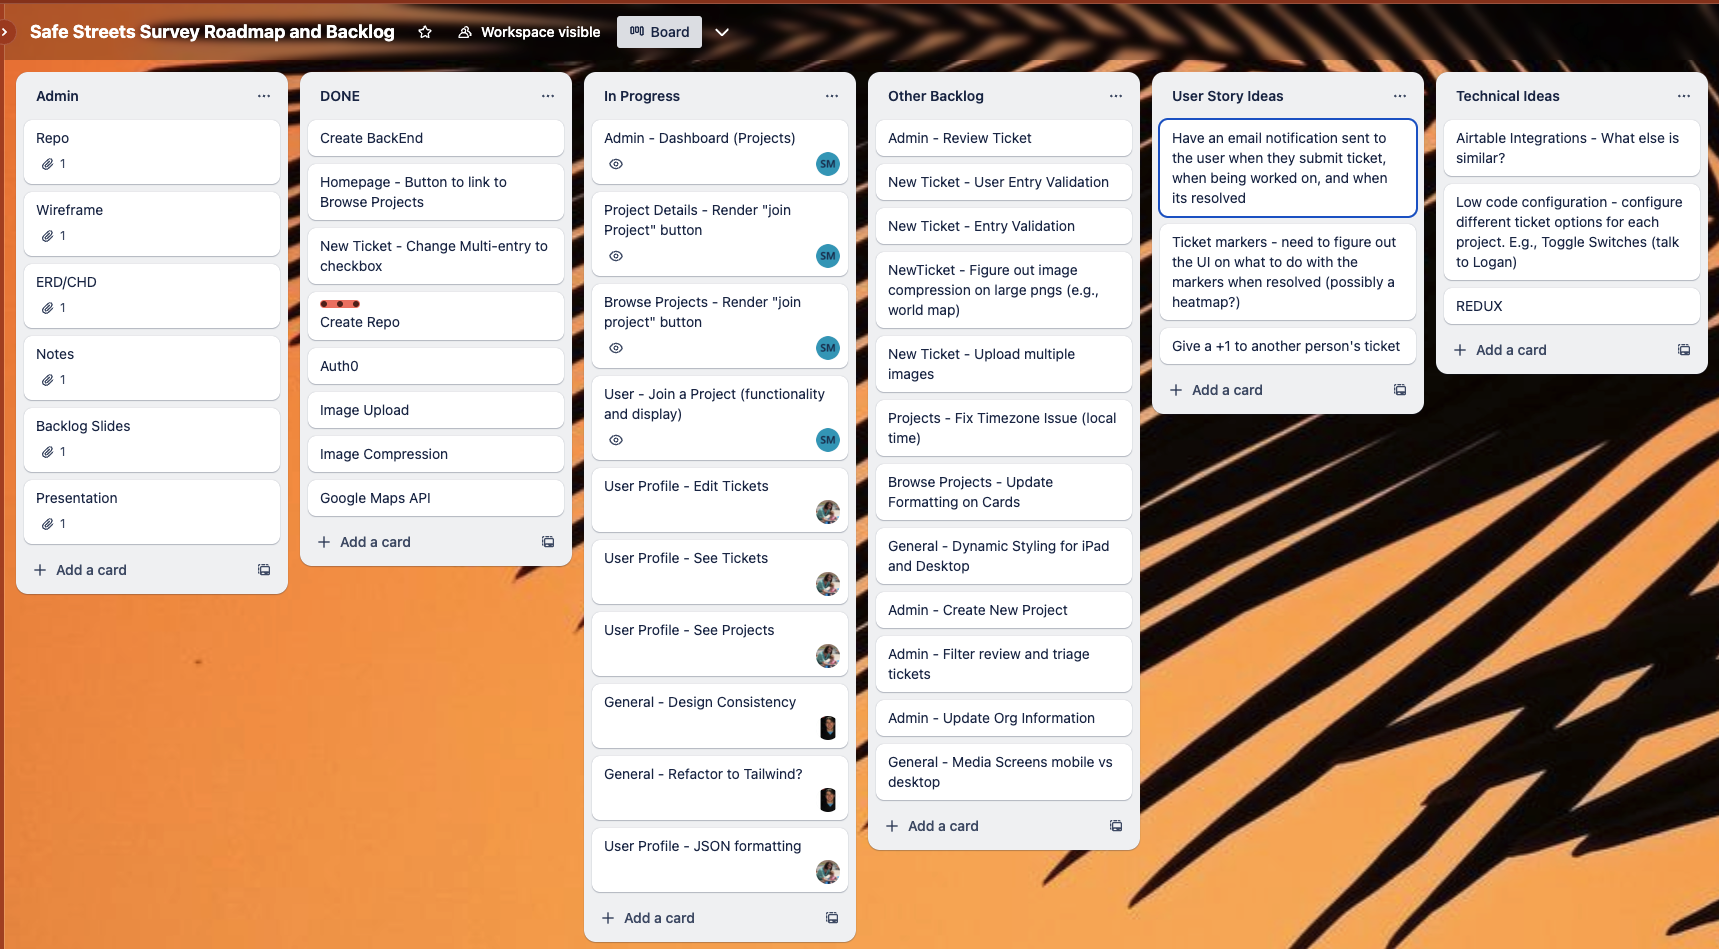 Safe Streets Survey Roadmap and Backlog
Workspace visible
Board
Admin
Repo
1
Wireframe
1
ERD/CHD
1
Notes
1
Backlog Slides
1
Presentation
1
Add a card
DONE
Create BackEnd
Homepage - Button to link to
Browse Projects
New Ticket - Change Multi-entry to
checkbox
Create Repo
Auth0
Image Upload
Image Compression
Google Maps API
Add a card
In Progress
Admin - Dashboard (Projects)
SM
Project Details - Render "join
Project" button
SM
Browse Projects - Render "join
project" button
SM
User - Join a Project (functionality
and display)
SM
User Profile - Edit Tickets
User Profile - See Tickets
User Profile - See Projects
General - Design Consistency
General - Refactor to Tailwind?
User Profile - JSON formatting
Add a card
Other Backlog
Admin - Review Ticket
New Ticket - User Entry Validation
New Ticket - Entry Validation
NewTicket - Figure out image
compression on large pngs (e.g.,
world map)
New Ticket - Upload multiple
images
Projects - Fix Timezone Issue (local
time)
Browse Projects - Update
Formatting on Cards
General - Dynamic Styling for iPad
and Desktop
Admin - Create New Project
Admin - Filter review and triage
tickets
Admin - Update Org Information
General - Media Screens mobile vs
desktop
Add a card
User Story Ideas
Have an email notification sent to
the user when they submit ticket,
when being worked on, and when
its resolved
Ticket markers - need to figure out
the UI on what to do with the
markers when resolved (possibly a
heatmap?)
Give a +1 to another person's ticket
Add a card
Technical Ideas
Airtable Integrations - What else is
similar?
Low code configuration - configure
different ticket options for each
project. E.g., Toggle Switches (talk
to Logan)
REDUX
Add a card